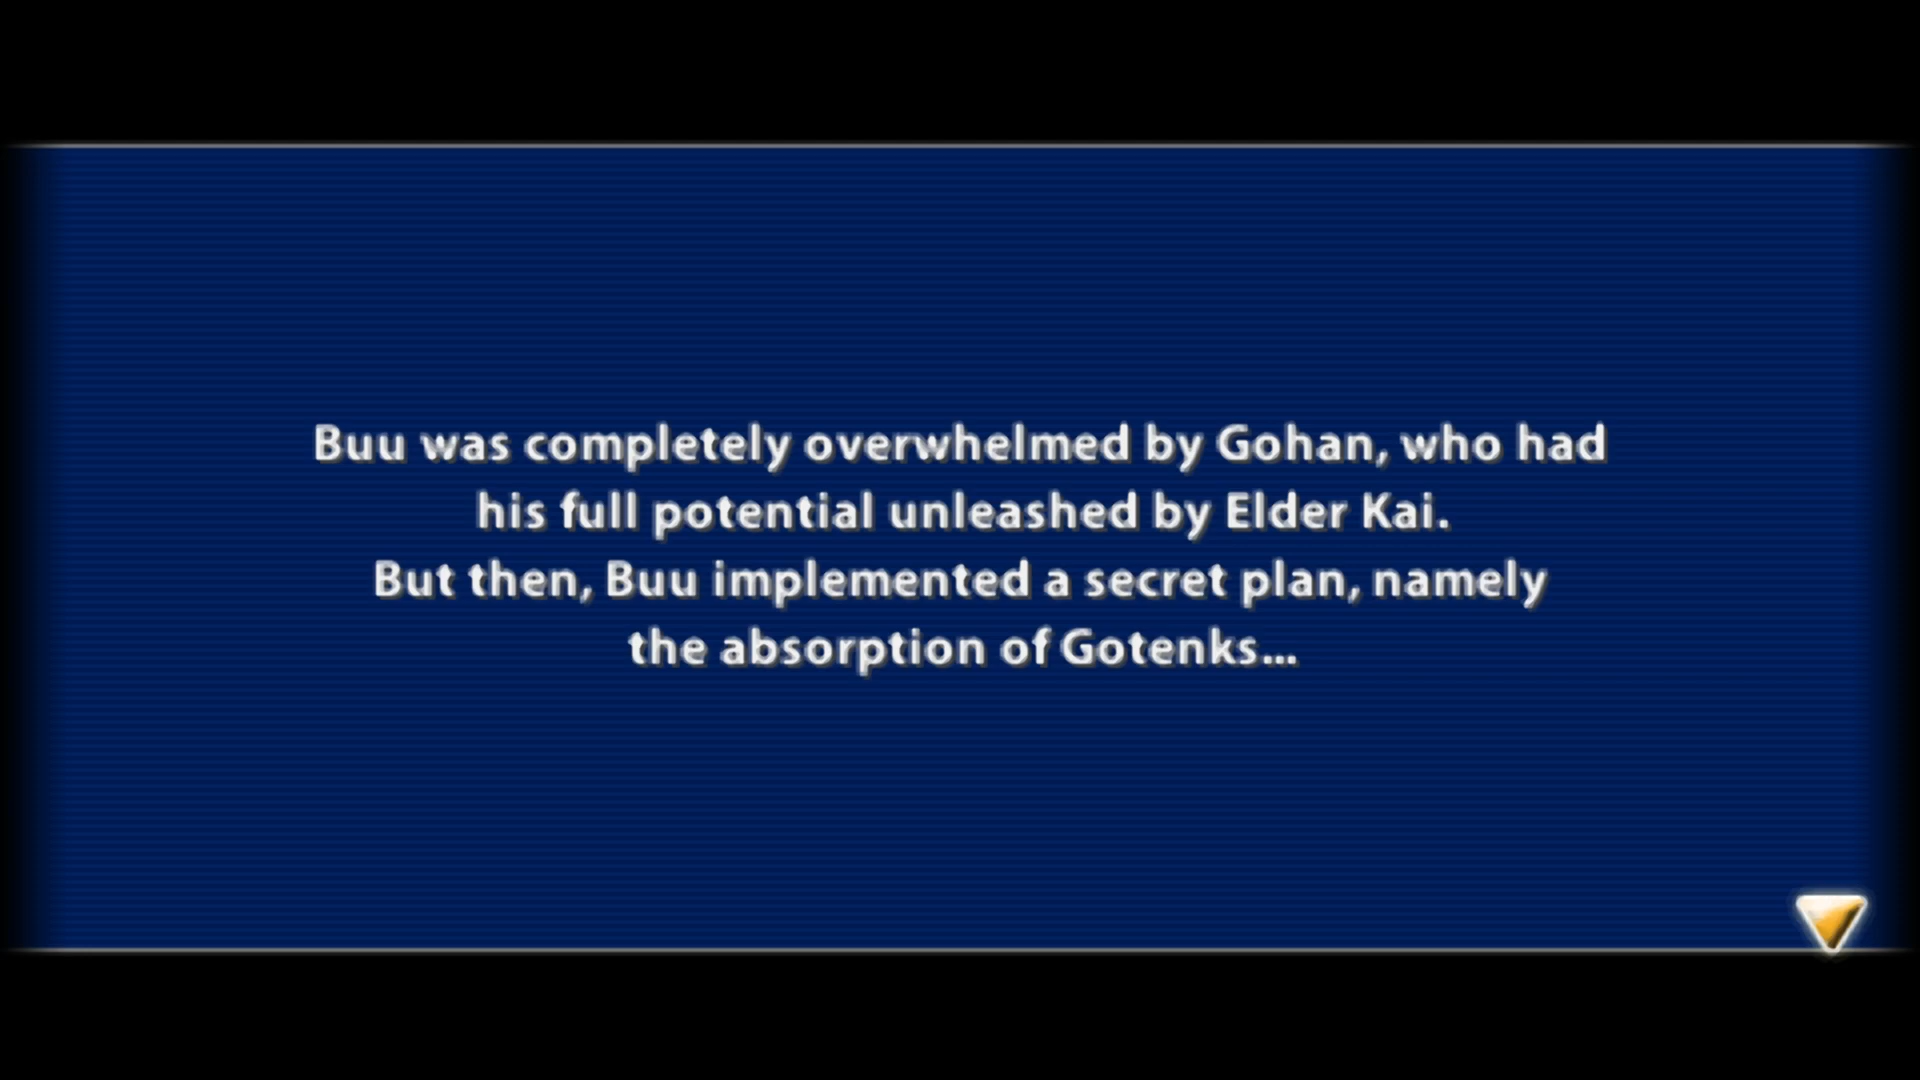 Buu was completely overwhelmed by Gohan, who had
his full potential unleashed by Elder Kai.
But then, Buu implemented a secret plan, namely
the absorption of Gotenks...